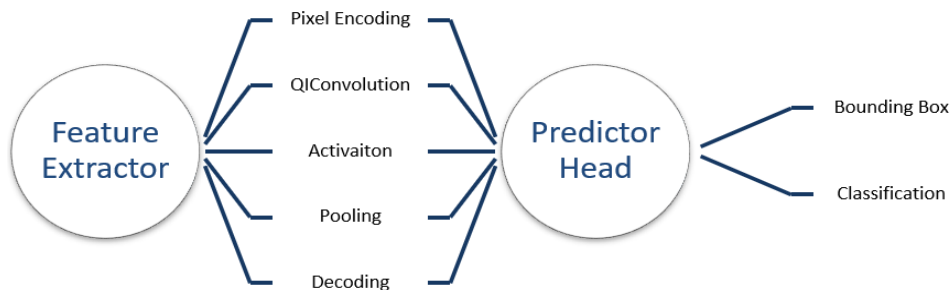 Feature
Extractor
Pixel Encoding
QIConvolution
Activaiton
Pooling
Decoding
Predictor
Head
Bounding Box
Classification